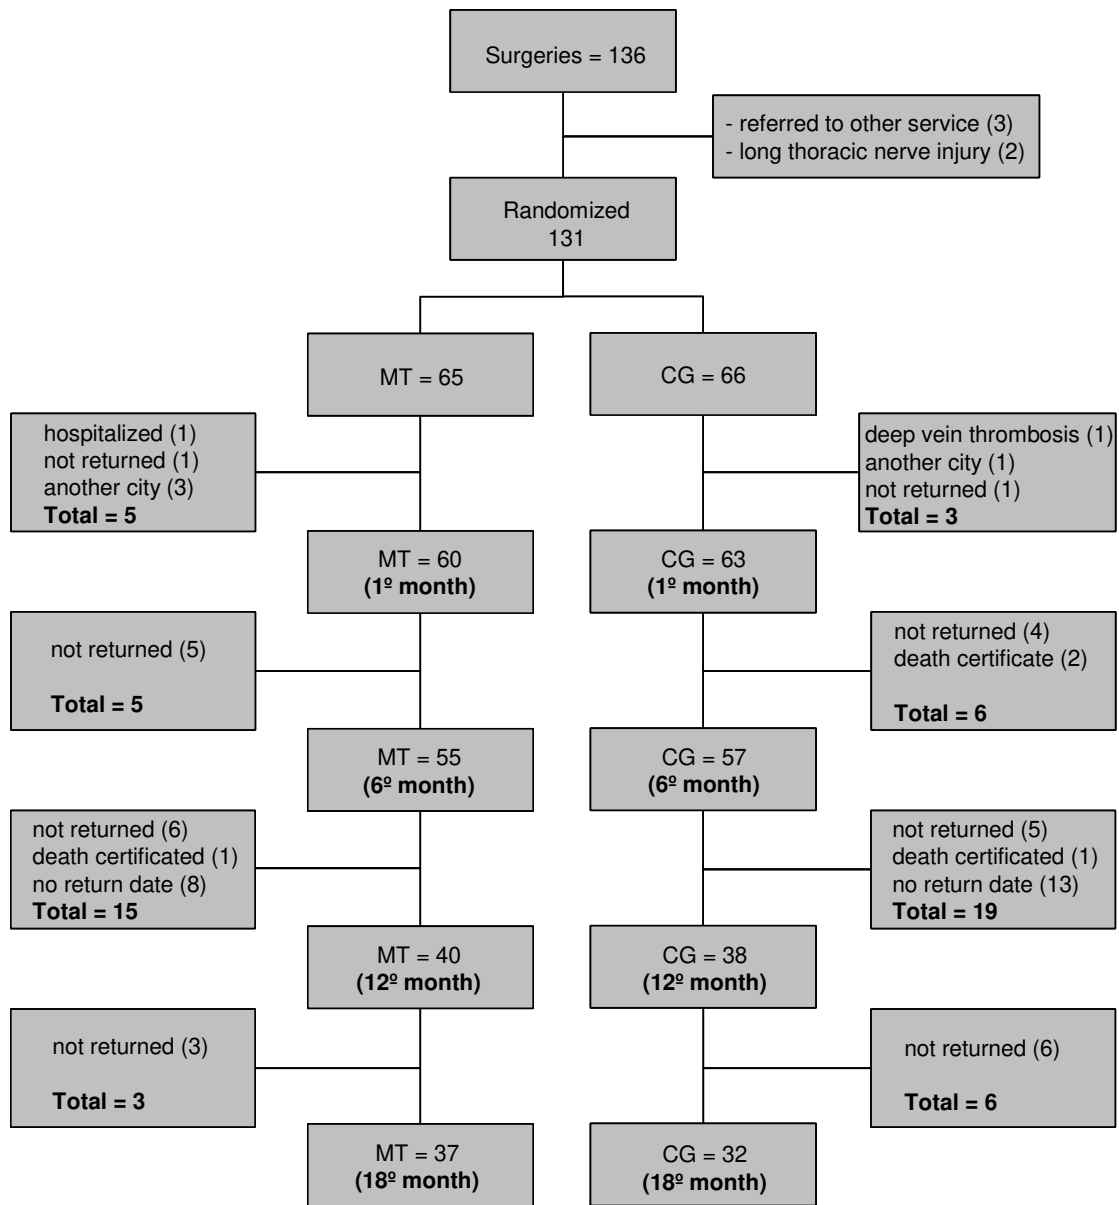 Surgeries = 136
- referred to other service (3)
- long thoracic nerve injury (2)
Randomized
131
MT = 65
CG = 66
hospitalized (1)
not returned (1)
another city (3)
Total = 5
deep vein thrombosis (1)
another city (1)
not returned (1)
Total = 3
MT = 60
(1º month)
CG = 63
(1º month)
not returned (5)
Total = 5
not returned (4)
death certificate (2)
Total = 6
MT = 55
(6º month)
CG = 57
(6º month)
not returned (6)
death certificated (1)
no return date (8)
Total = 15
not returned (5)
death certificated (1)
no return date (13)
Total = 19
MT = 40
(12º month)
CG = 38
(12º month)
not returned (3)
Total = 3
not returned (6)
Total = 6
MT = 37
(18º month)
CG = 32
(18º month)